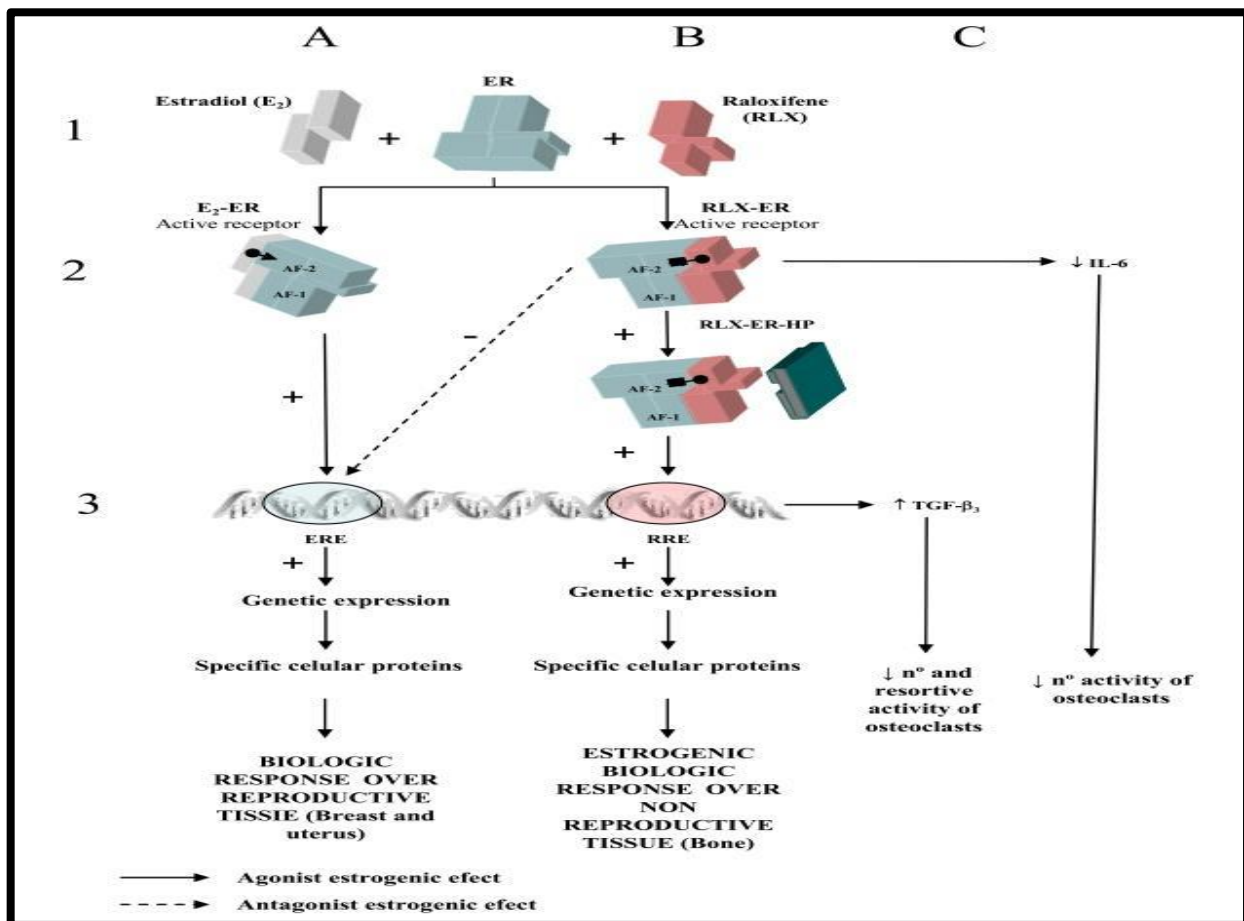 A B C
Estradiol (E₂)
ER
Raloxifene
(RLX)
1
+ +
E₂-ER
Active receptor
RLX-ER
Active receptor
2
AF-2
AF-1
AF-2
AF-1
↓ IL-6
-
+
RLX-ER-HP
AF-2
AF-1
+
+
3
ERE
RRE
↑ TGF-β₃
+
+
Genetic expression
Genetic expression
Specific celular proteins
Specific celular proteins
↓ nº and
resortive
activity of
osteoclasts
↓ nº activity of
osteoclasts
BIOLOGIC
RESPONSE OVER
REPRODUCTIVE
TISSIE (Breast and
uterus)
ESTROGENIC
BIOLOGIC
RESPONSE OVER
NON
REPRODUCTIVE
TISSUE (Bone)
Agonist estrogenic efect
Antagonist estrogenic efect